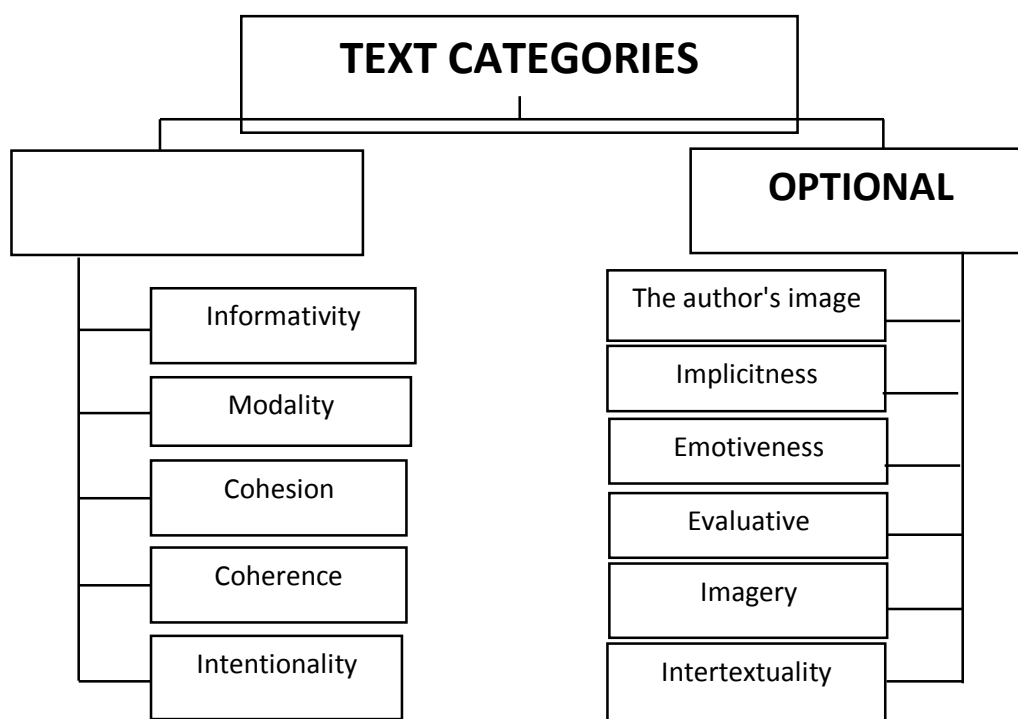 TEXT CATEGORIES
OPTIONAL
Informativity
Modality
Cohesion
Coherence
Intentionality
The author's image
Implicitness
Emotiveness
Evaluative
Imagery
Intertextuality